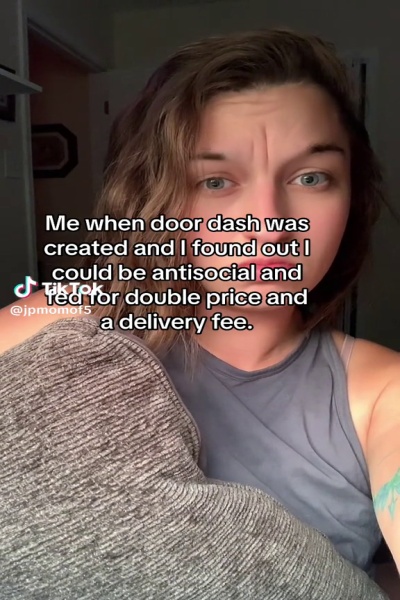 Me when door dash was
created and I found out I
could be antisocial and
TikTok
fed for double price and
@jpmomof5
a delivery fee.